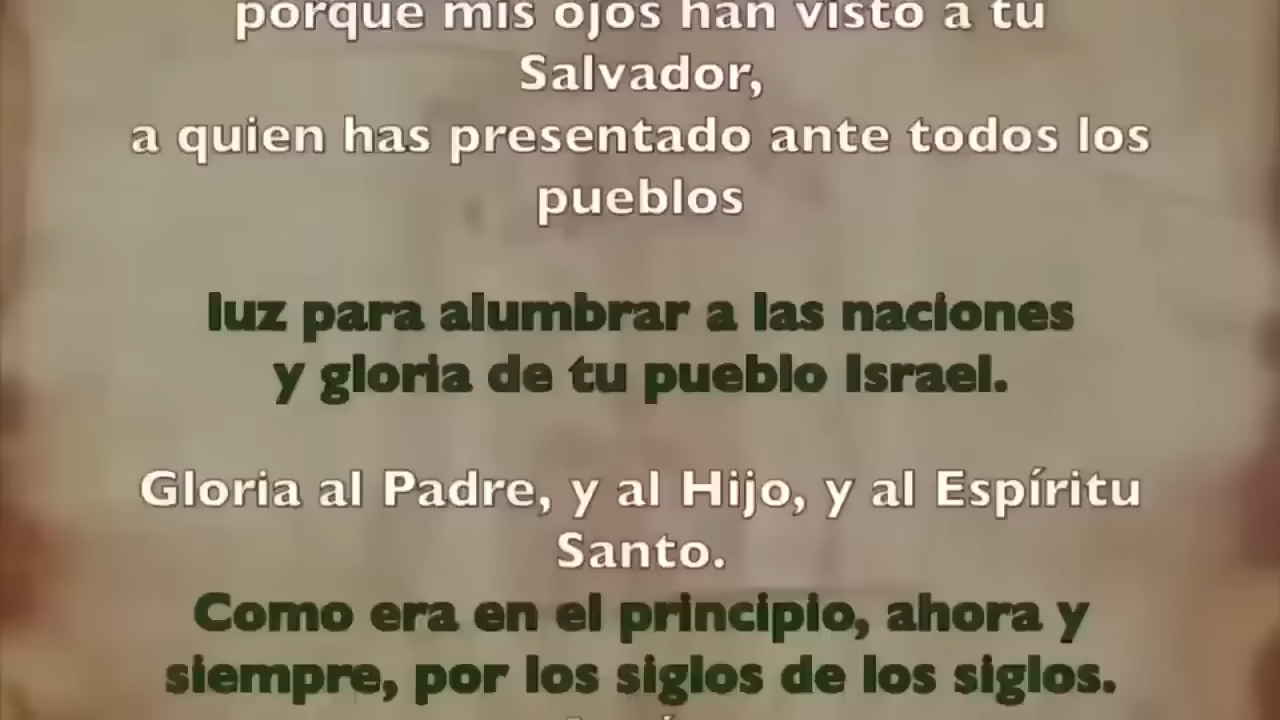 porque mis ojos han visto a tu
Salvador,
a quien has presentado ante todos los
pueblos
luz para alumbrar a las naciones
y gloria de tu pueblo Israel.
Gloria al Padre, y al Hijo, y al Espíritu
Santo.
Como era en el principio, ahora y
siempre, por los siglos de los siglos.